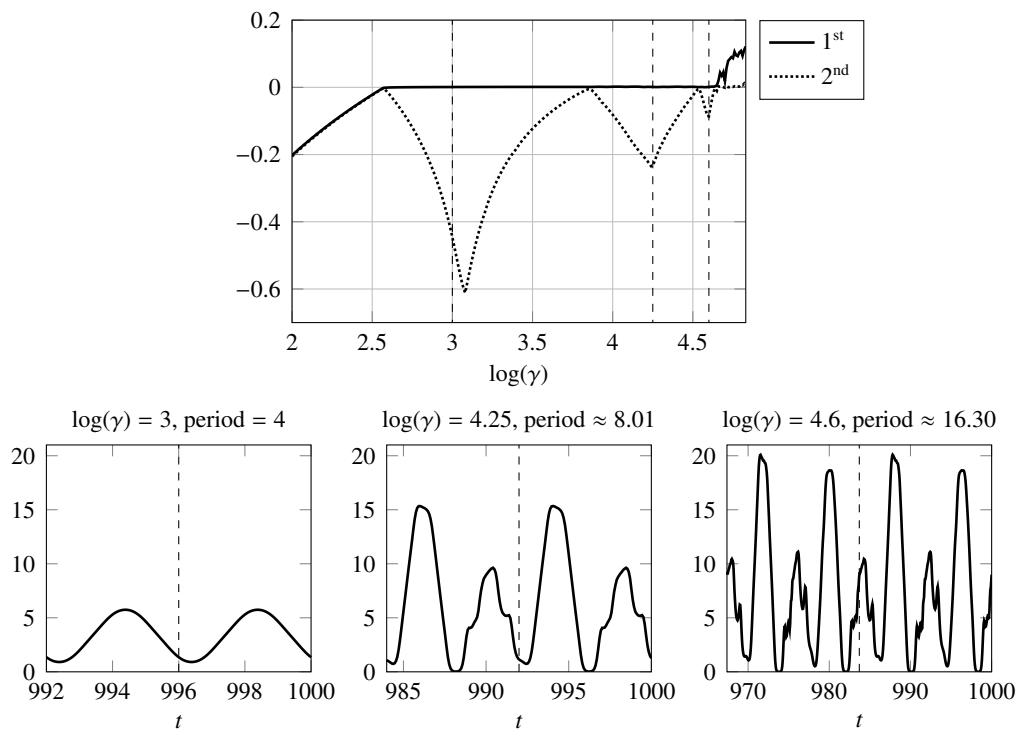 0.2
0
−0.2
−0.4
−0.6
2 2.5 3 3.5 4 4.5
log(γ)
1st
2nd
log(γ) = 3, period = 4
20
15
10
5
0
992 994 996 998 1000
t
log(γ) = 4.25, period ≈ 8.01
20
15
10
5
0
985 990 995 1000
t
log(γ) = 4.6, period ≈ 16.30
20
15
10
5
0
970 980 990 1000
t